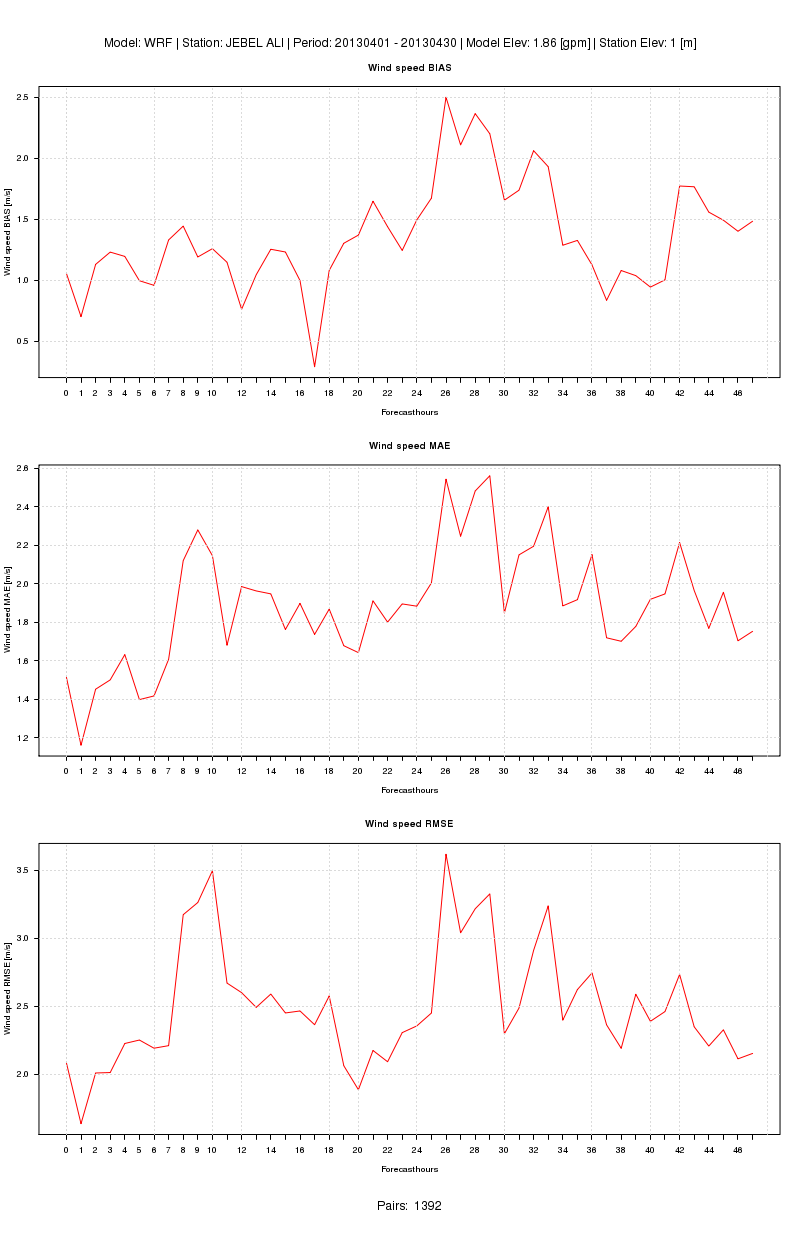 Model: WRF | Station: JEBEL ALI | Period: 20130401 - 20130430 | Model Elev: 1.86 [gpm] | Station Elev: 1 [m]
Wind speed BIAS
Wind speed BIAS [m/s]
2.5
2.0
1.5
1.0
0.5
0 1 2 3 4 5 6 7 8 9 10 12 14 16 18 20 22 24 26 28 30 32 34 36 38 40 42 44 46
Forecasthours
Wind speed MAE
Wind speed MAE [m/s]
2.6
2.4
2.2
2.0
1.8
1.6
1.4
1.2
0 1 2 3 4 5 6 7 8 9 10 12 14 16 18 20 22 24 26 28 30 32 34 36 38 40 42 44 46
Forecasthours
Wind speed RMSE
Wind speed RMSE [m/s]
3.5
3.0
2.5
2.0
0 1 2 3 4 5 6 7 8 9 10 12 14 16 18 20 22 24 26 28 30 32 34 36 38 40 42 44 46
Forecasthours
Pairs: 1392